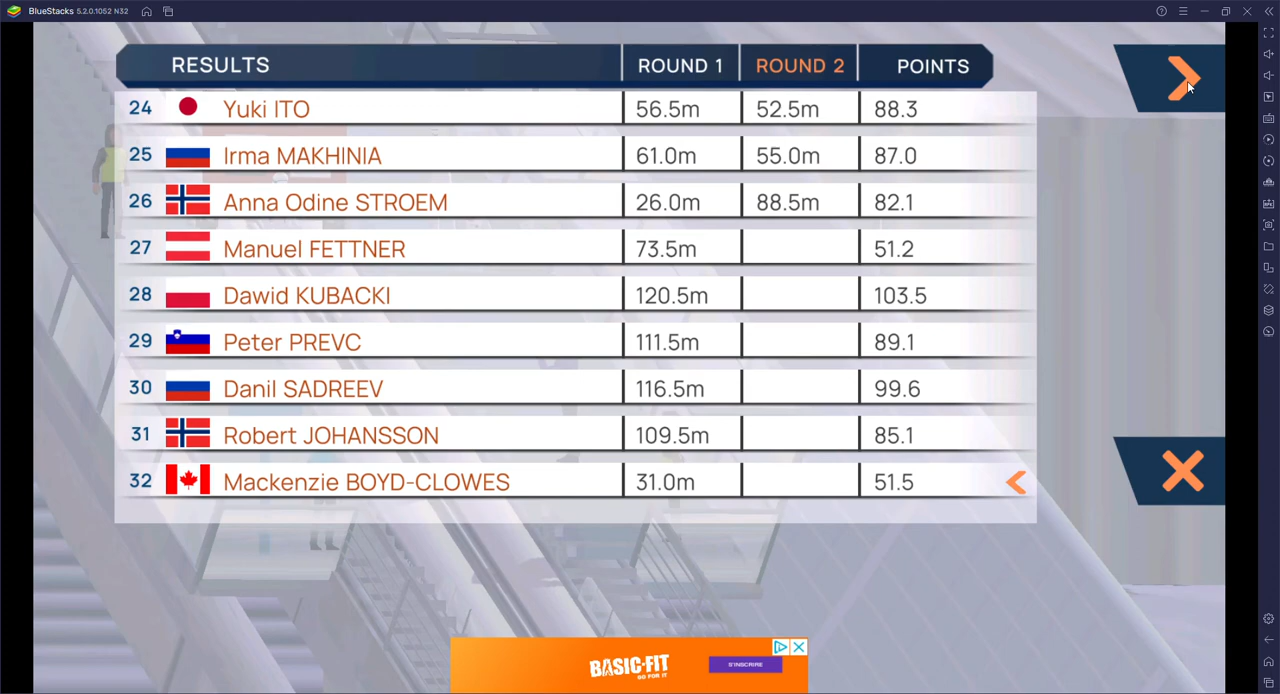 BlueStacks 5.2.0.1052 N32
RESULTS ROUND 1 ROUND 2 POINTS
24 Yuki ITO 56.5m 52.5m 88.3
25 Irma MAKHINIA 61.0m 55.0m 87.0
26 Anna Odine STROEM 26.0m 88.5m 82.1
27 Manuel FETTNER 73.5m 51.2
28 Dawid KUBACKI 120.5m 103.5
29 Peter PREVC 111.5m 89.1
30 Danil SADREEV 116.5m 99.6
31 Robert JOHANSSON 109.5m 85.1
32 Mackenzie BOYD-CLOWES 31.0m 51.5
BASIC-FIT
GO FOR IT
S'INSCRIRE